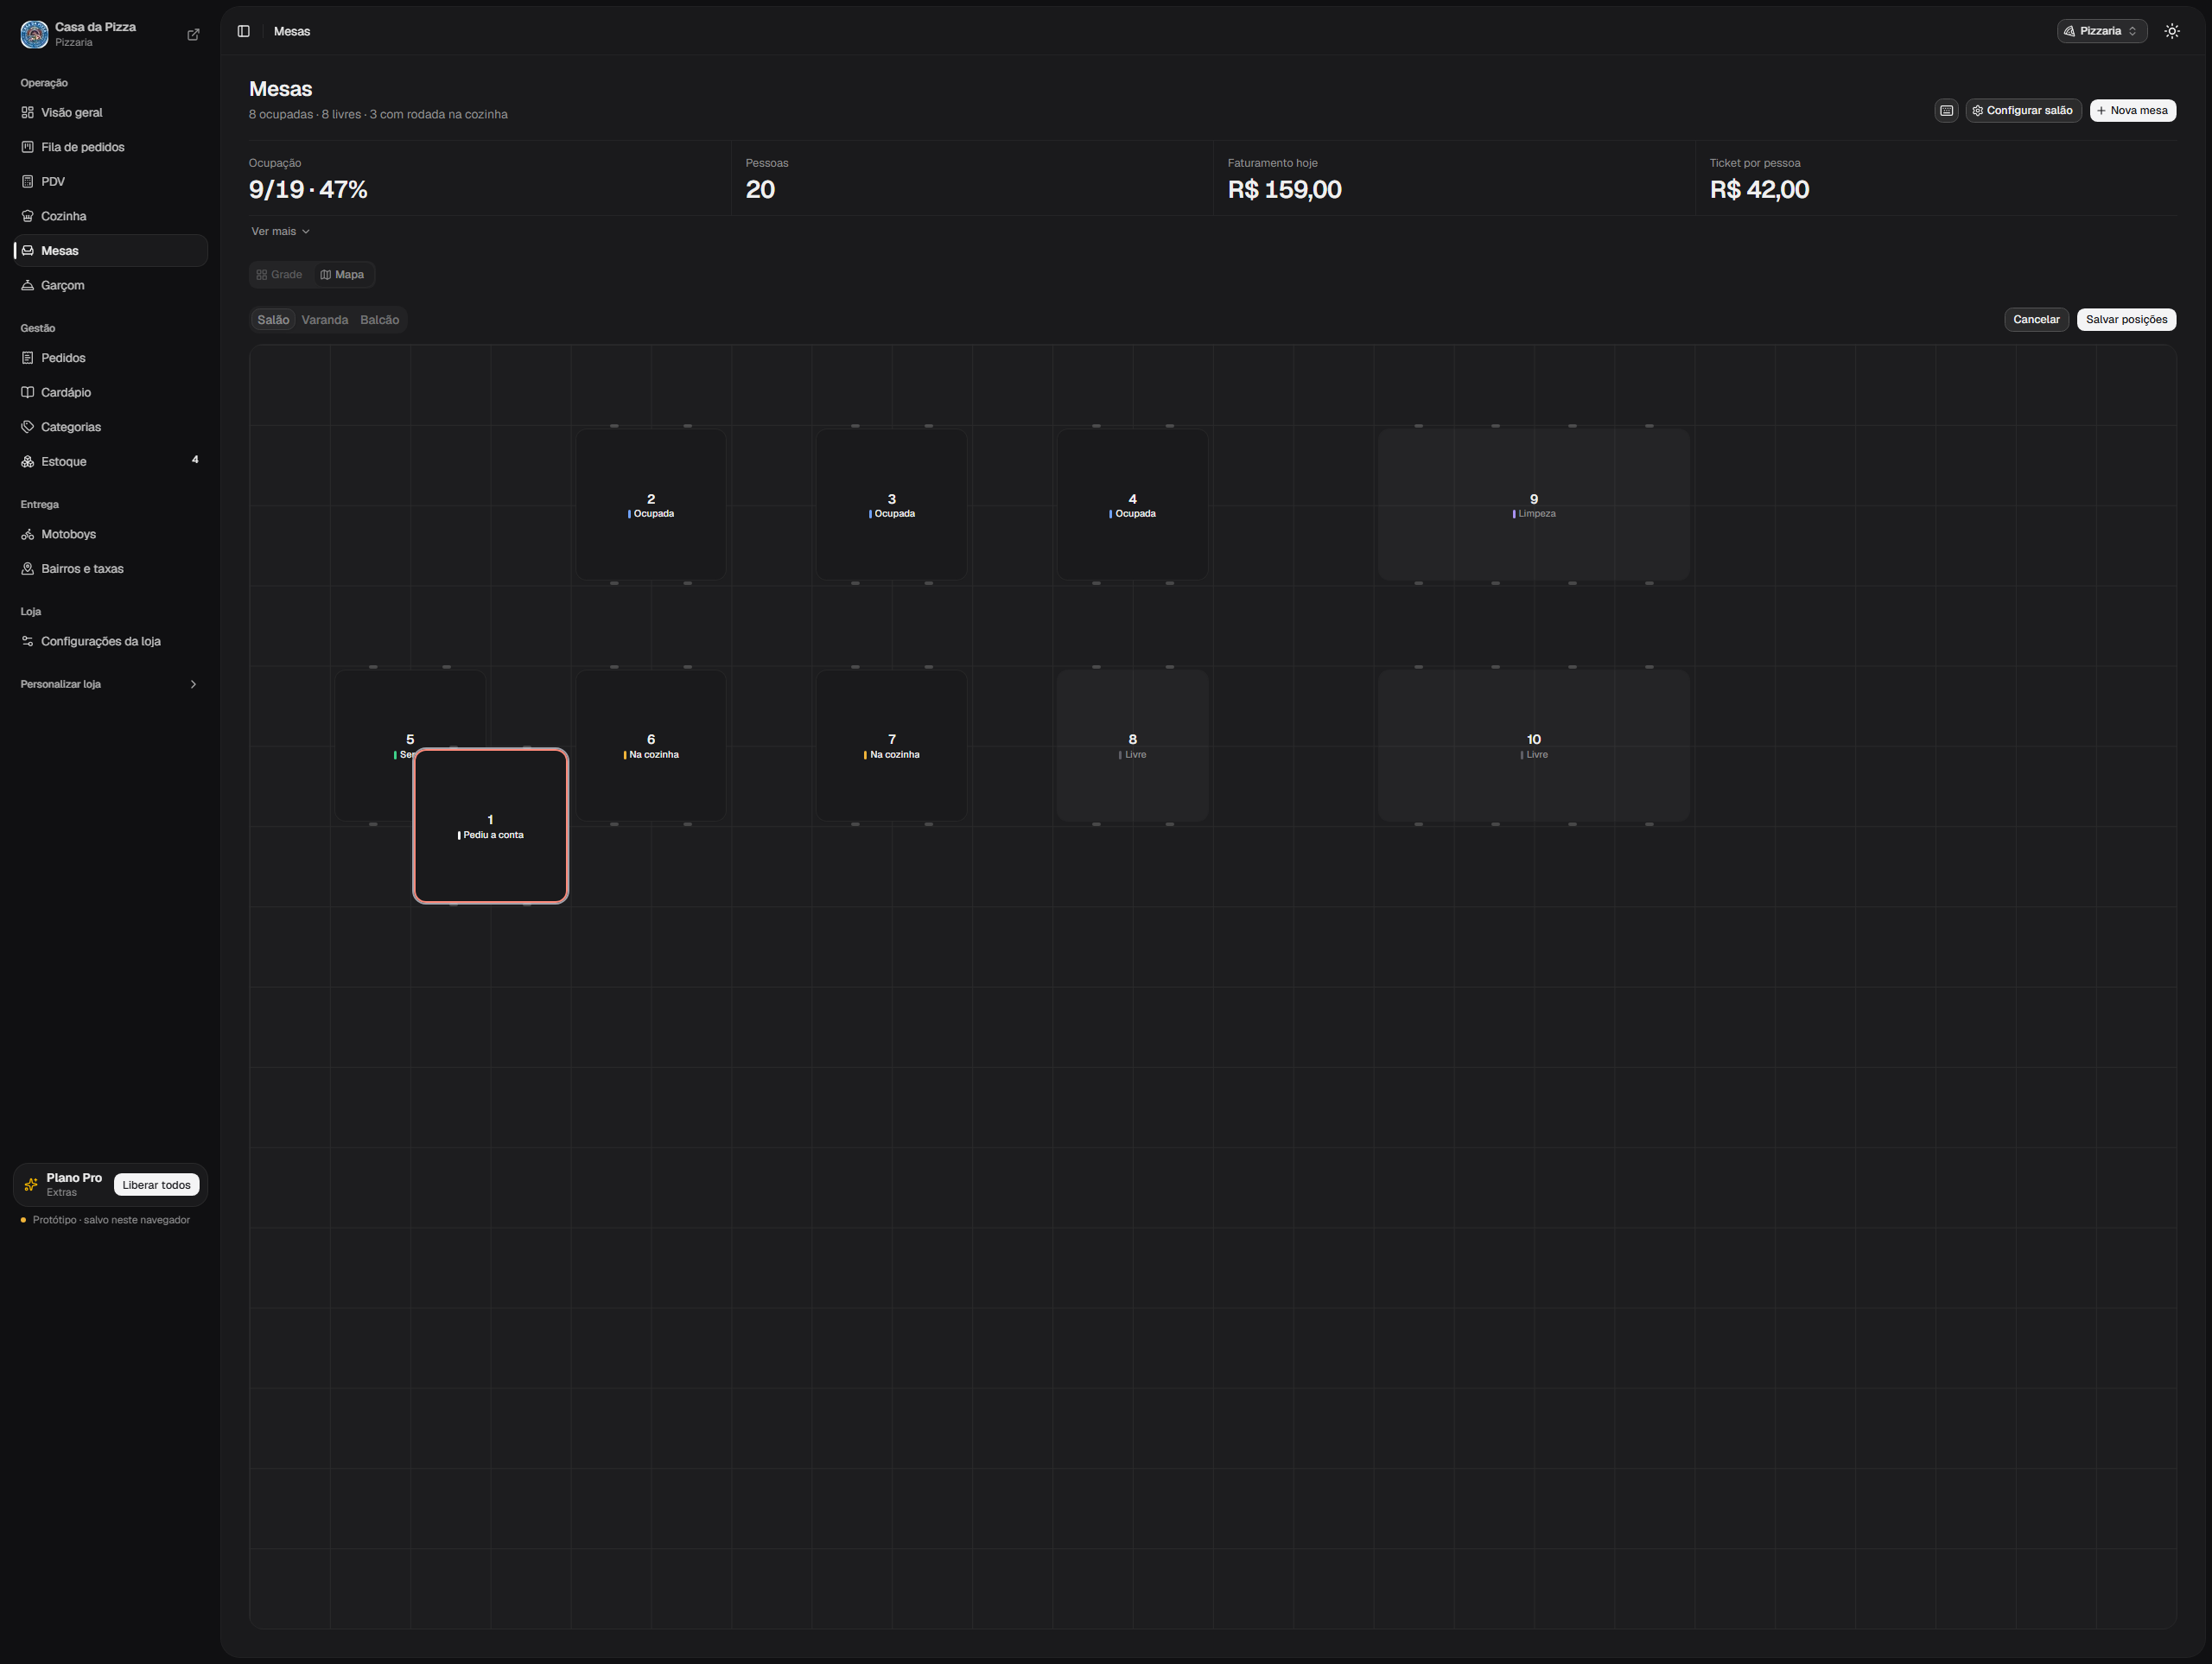 Casa da Pizza
Pizzaria
Operação
Visão geral
Fila de pedidos
PDV
Cozinha
Mesas
Garçom
Gestão
Pedidos
Cardápio
Categorias
Estoque 4
Entrega
Motoboys
Bairros e taxas
Loja
Configurações da loja
Personalizar loja
Plano Pro
Extras
Liberar todos
Protótipo · salvo neste navegador
Mesas
Pizzaria
Mesas
8 ocupadas · 8 livres · 3 com rodada na cozinha
Configurar salão
+ Nova mesa
Ocupação
9/19 · 47%
Pessoas
20
Faturamento hoje
R$ 159,00
Ticket por pessoa
R$ 42,00
Ver mais
Grade Mapa
Salão Varanda Balcão
Cancelar Salvar posições
2
Ocupada
3
Ocupada
4
Ocupada
9
Limpeza
5
Ser
6
Na cozinha
7
Na cozinha
8
Livre
10
Livre
1
Pediu a conta